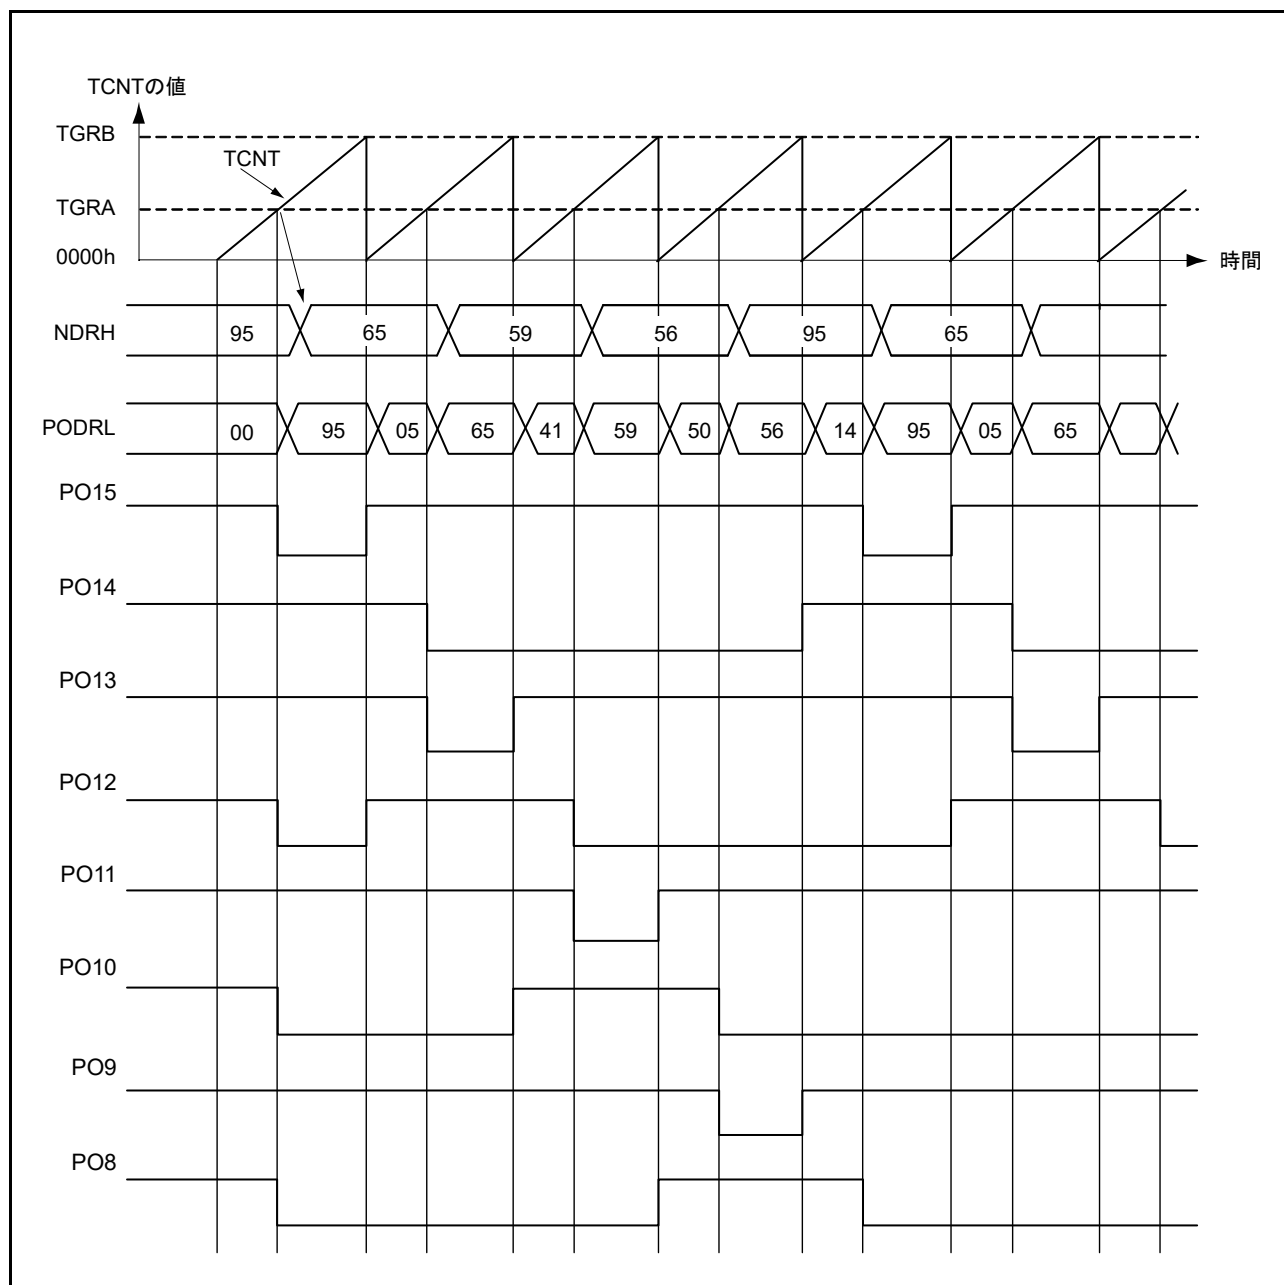 TCNTの値
TGRB
TCNT
TGRA
0000h
時間
NDRH
95 65 59 56 95 65
PODRL
00 95 05 65 41 59 50 56 14 95 05 65
PO15
PO14
PO13
PO12
PO11
PO10
PO9
PO8